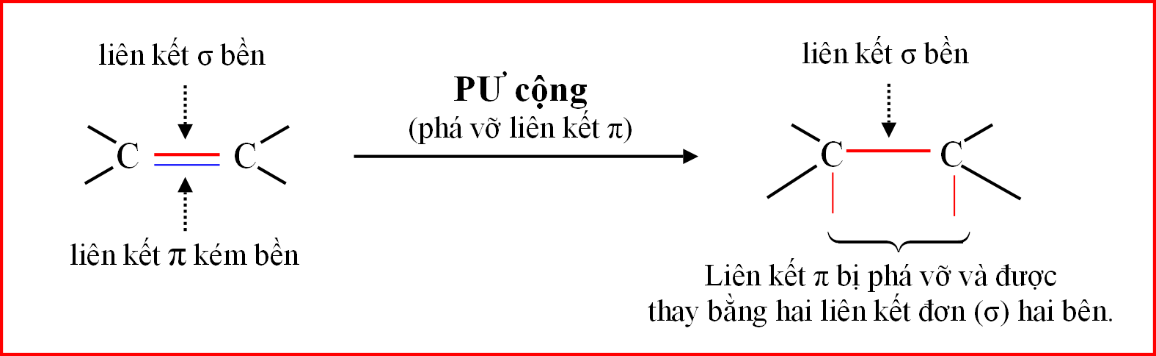 liên kết σ bền
C C
liên kết π kém bền
PƯ cộng
(phá vỡ liên kết π)
liên kết σ bền
C C
Liên kết π bị phá vỡ và được
thay bằng hai liên kết đơn (σ) hai bên.